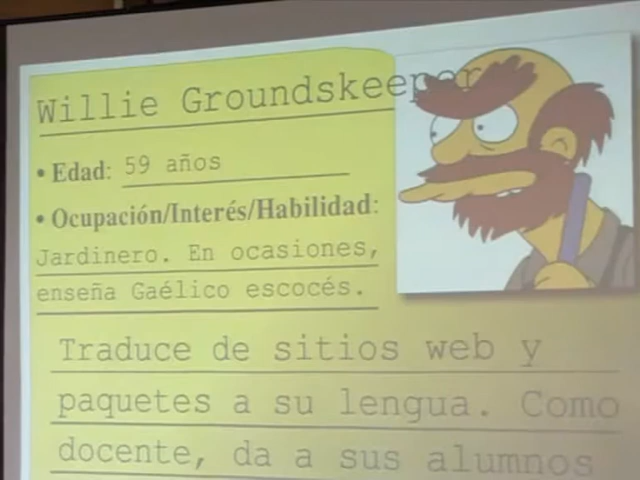 Willie Groundskeeper
• Edad: 59 años
• Ocupación/Interés/Habilidad:
Jardinero. En ocasiones,
enseña Gaélico escocés.
Traduce de sitios web y
paquetes a su lengua. Como
docente, da a sus alumnos